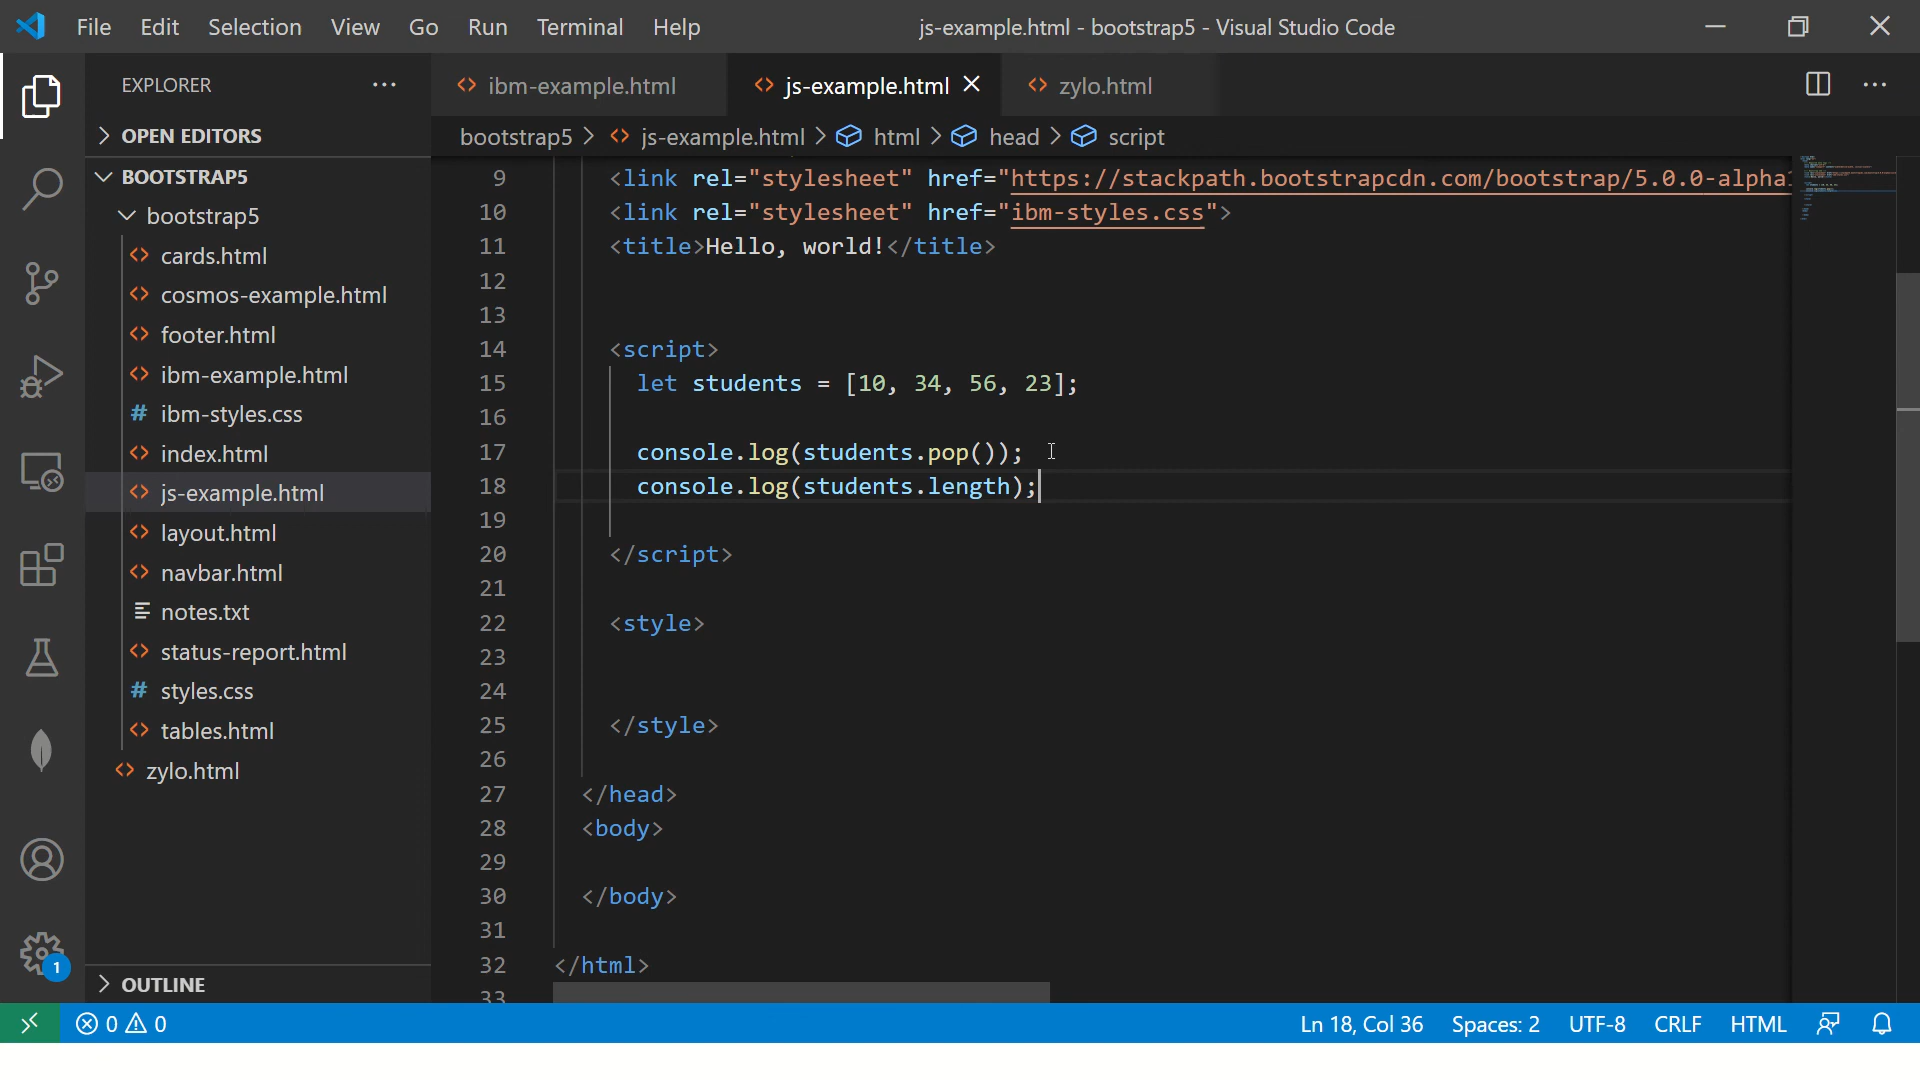 File Edit Selection View Go Run Terminal Help
js-example.html - bootstrap5 - Visual Studio Code
EXPLORER
OPEN EDITORS
BOOTSTRAP5
bootstrap5
cards.html
cosmos-example.html
footer.html
ibm-example.html
ibm-styles.css
index.html
js-example.html
layout.html
navbar.html
notes.txt
status-report.html
styles.css
tables.html
zylo.html
OUTLINE
1
ibm-example.html js-example.html zylo.html
bootstrap5 > js-example.html > html > head > script
9 <link rel="stylesheet" href="https://stackpath.bootstrapcdn.com/bootstrap/5.0.0-alpha1
10 <link rel="stylesheet" href="ibm-styles.css">
11 <title>Hello, world!</title>
12
13
14 <script>
15 let students = [10, 34, 56, 23];
16
17 console.log(students.pop());
18 console.log(students.length);
19
20 </script>
21
22 <style>
23
24
25 </style>
26
27 </head>
28 <body>
29
30 </body>
31
32 </html>
33
0 0
Ln 18, Col 36 Spaces: 2 UTF-8 CRLF HTML